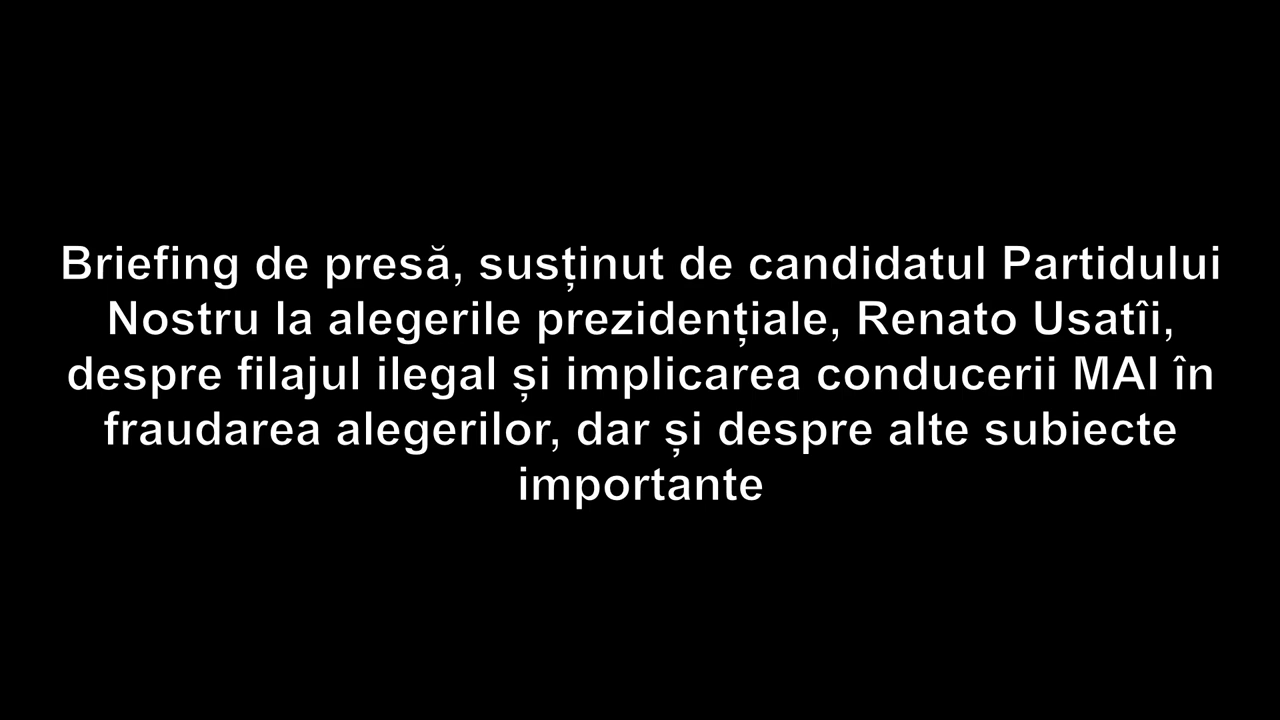 Briefing de presă, susținut de candidatul Partidului
Nostru la alegerile prezidențiale, Renato Usatîi,
despre filajul ilegal și implicarea conducerii MAI în
fraudarea alegerilor, dar și despre alte subiecte
importante